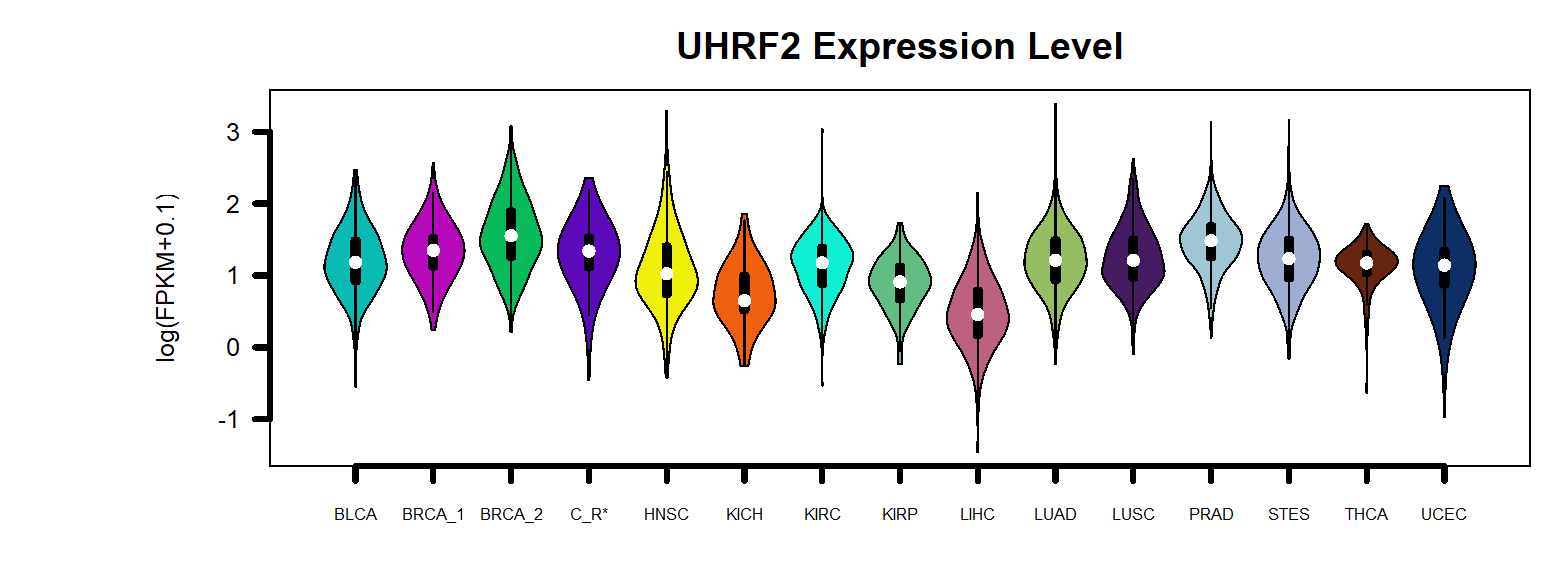 UHRF2 Expression Level
log(FPKM+0.1)
3
2
1
0
-1
BLCA BRCA_1 BRCA_2 C_R* HNSC KICH KIRC KIRP LIHC LUAD LUSC PRAD STES THCA UCEC